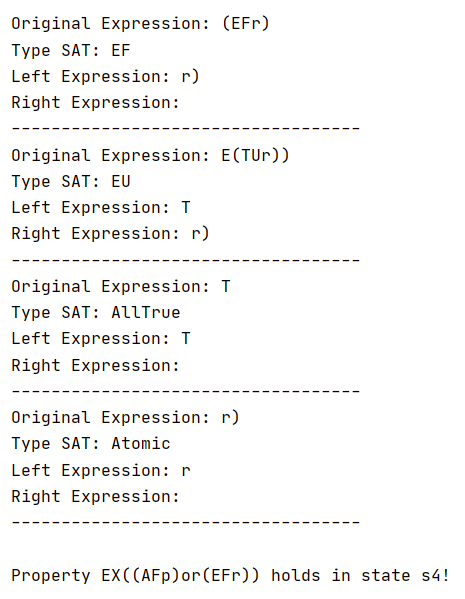 Original Expression: (EFr)
Type SAT: EF
Left Expression: r)
Right Expression:
-----------------------------------
Original Expression: E(TUr))
Type SAT: EU
Left Expression: T
Right Expression: r)
-----------------------------------
Original Expression: T
Type SAT: AllTrue
Left Expression: T
Right Expression:
-----------------------------------
Original Expression: r)
Type SAT: Atomic
Left Expression: r
Right Expression:
-----------------------------------
Property EX((AFp)or(EFr)) holds in state s4!